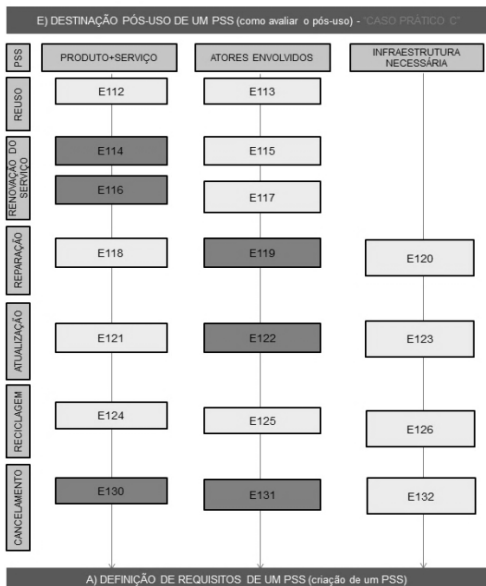 E) DESTINAÇÃO PÓS-USO DE UM PSS (como avaliar o pós-uso) - “CASO PRÁTICO C”
PSS
PRODUTO+SERVIÇO
ATORES ENVOLVIDOS
INFRAESTRUTURA
NECESSÁRIA
REUSO
E112
E113
RENOVAÇÃO DO
SERVIÇO
E114
E115
E116
E117
REPARAÇÃO
E118
E119
E120
ATUALIZAÇÃO
E121
E122
E123
RECICLAGEM
E124
E125
E126
CANCELAMENTO
E130
E131
E132
A) DEFINIÇÃO DE REQUISITOS DE UM PSS (criação de um PSS)